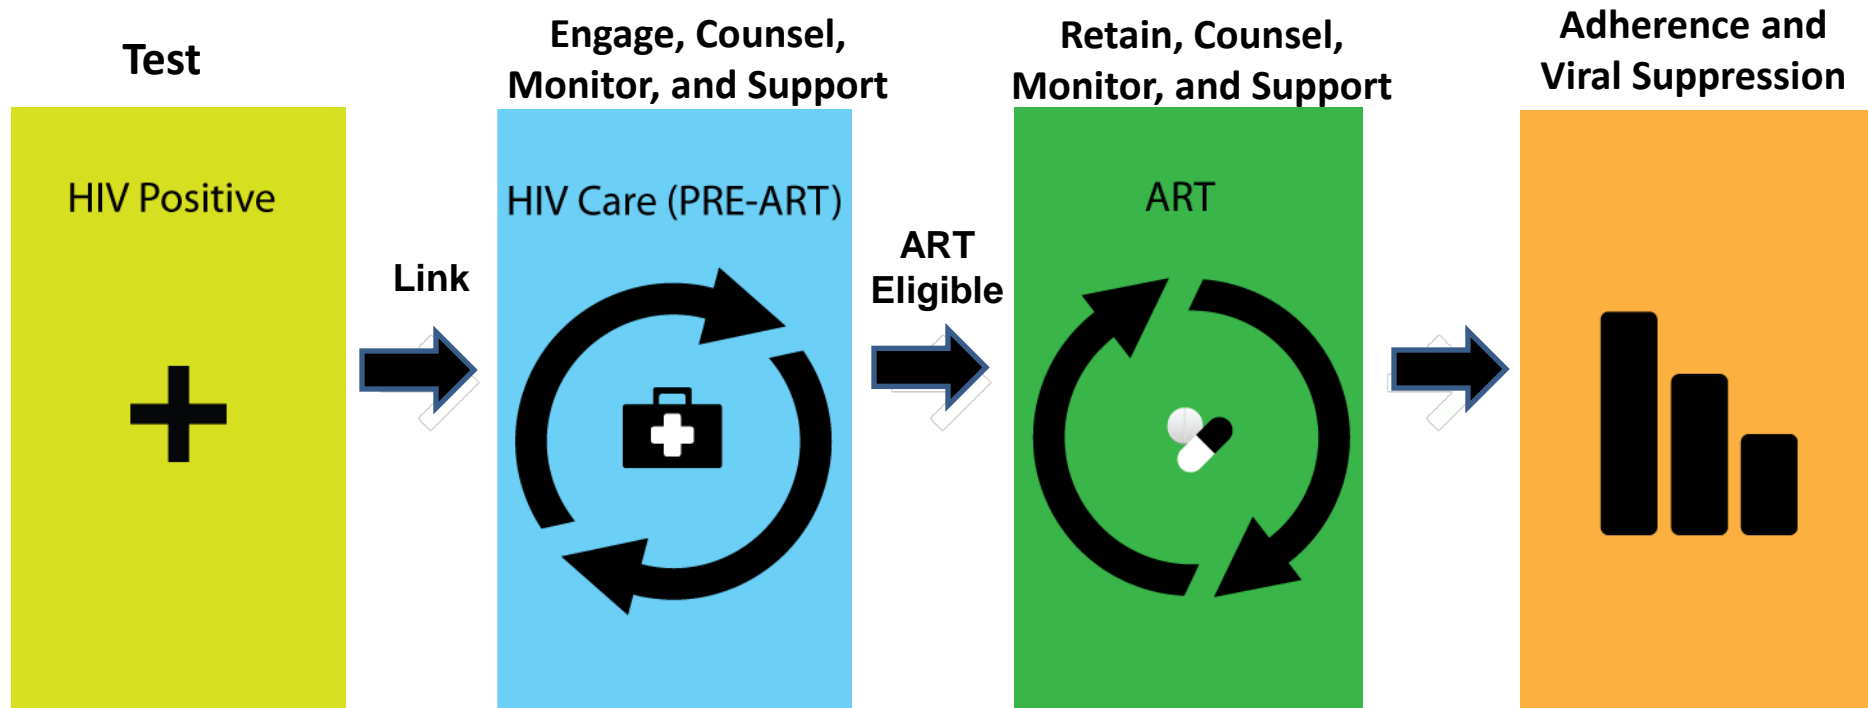 Test
HIV Positive
Link
Engage, Counsel,
Monitor, and Support
HIV Care (PRE-ART)
ART
Eligible
Retain, Counsel,
Monitor, and Support
ART
Adherence and
Viral Suppression